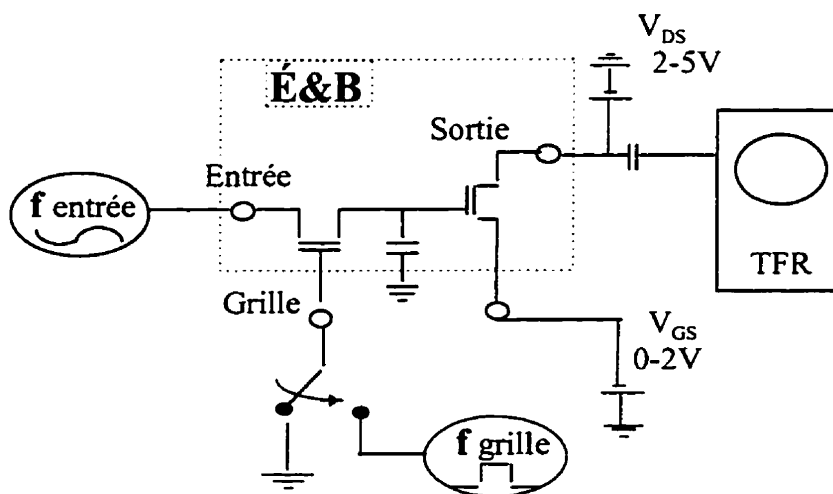 V_DS
2-5V
É&B
Sortie
Entrée
f entrée
TFR
Grille
V_GS
0-2V
f grille